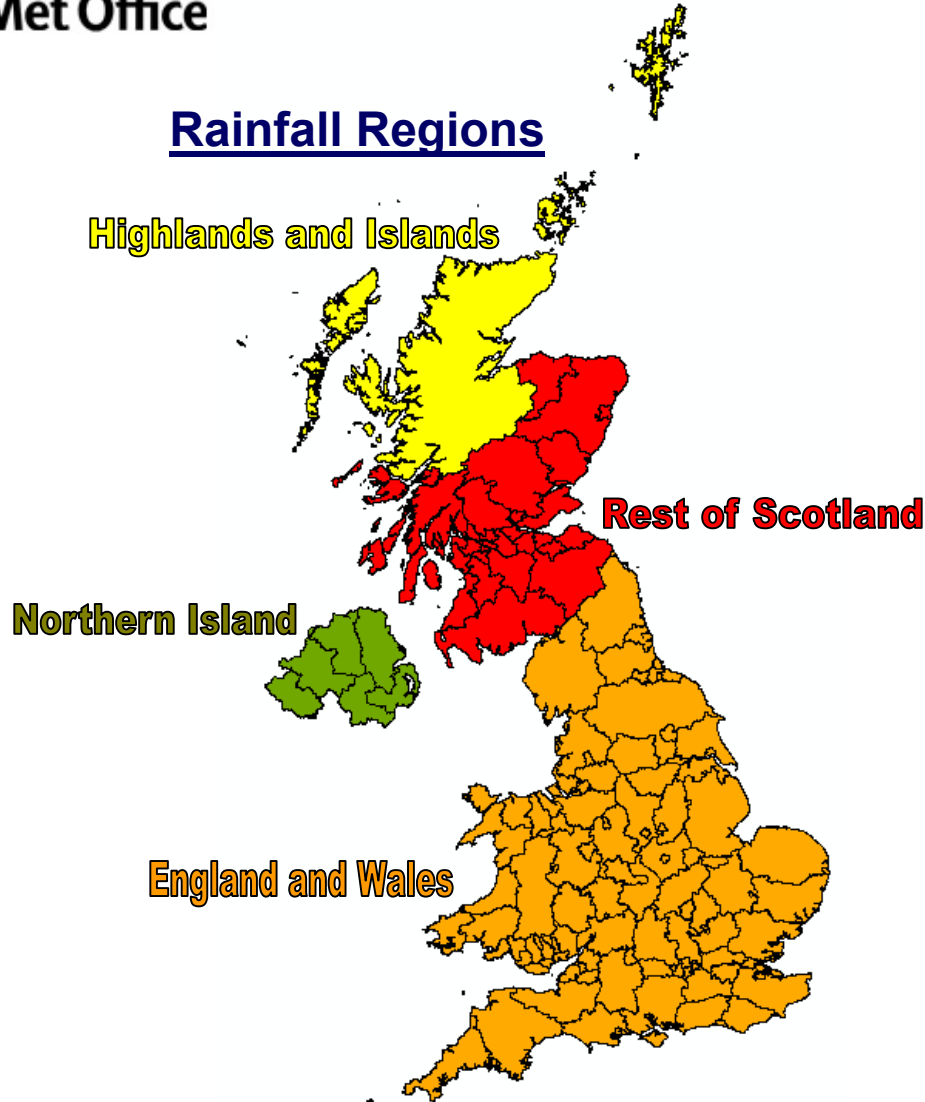 Met Office
Rainfall Regions
Highlands and Islands
Rest of Scotland
Northern Island
England and Wales